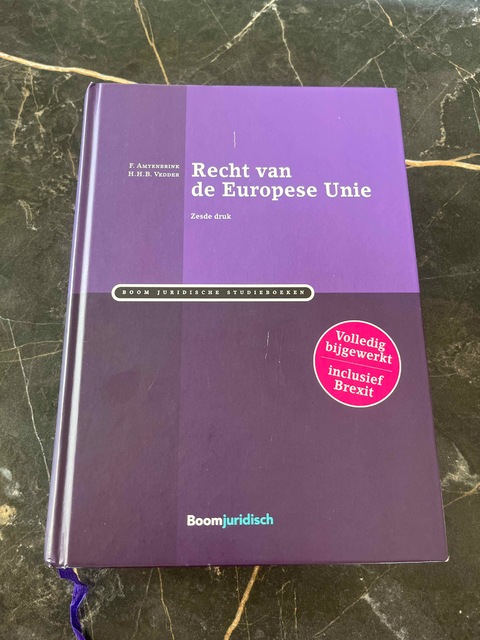 F. Amtenbrink
H.H.B. Vedder
Recht van
de Europese Unie
Zesde druk
BOOM JURIDISCHE STUDIEBOEKEN
Volledig
bijgewerkt
inclusief
Brexit
Boomjuridisch